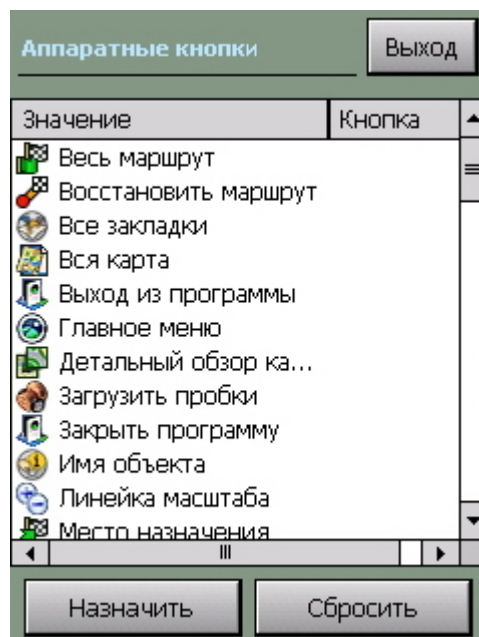 Аппаратные кнопки
Выход
Значение
Кнопка
Весь маршрут
Восстановить маршрут
Все закладки
Вся карта
Выход из программы
Главное меню
Детальный обзор ка...
Загрузить пробки
Закрыть программу
Имя объекта
Линейка масштаба
Место назначения
Назначить
Сбросить